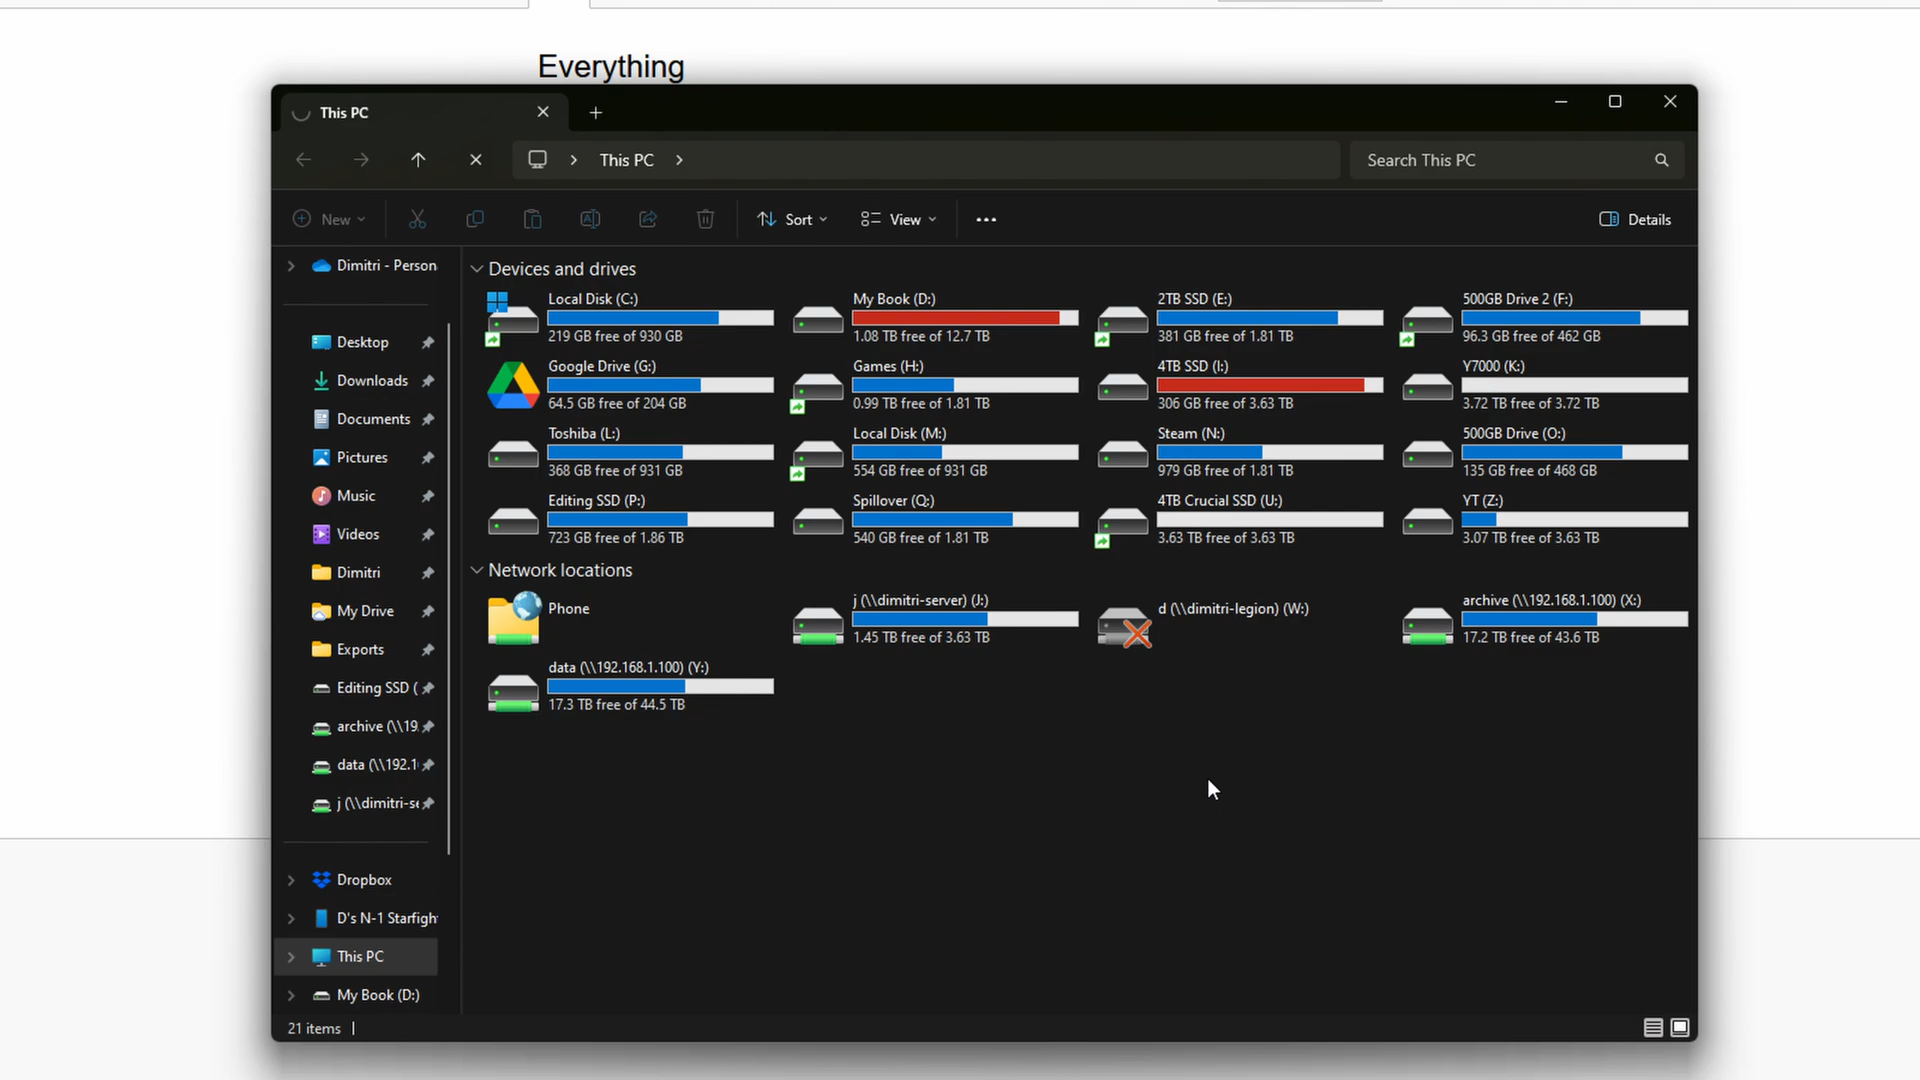 Everything
This PC
This PC
Search This PC
New
Sort
View
Details
Dimitri - Person
Desktop
Downloads
Documents
Pictures
Music
Videos
Dimitri
My Drive
Exports
Editing SSD (
archive (\\19
data (\\192.1
j (\\dimitri-se
Dropbox
D's N-1 Starfigh
This PC
My Book (D:)
Devices and drives
Local Disk (C:)
219 GB free of 930 GB
My Book (D:)
1.08 TB free of 12.7 TB
2TB SSD (E:)
381 GB free of 1.81 TB
500GB Drive 2 (F:)
96.3 GB free of 462 GB
Google Drive (G:)
64.5 GB free of 204 GB
Games (H:)
0.99 TB free of 1.81 TB
4TB SSD (I:)
306 GB free of 3.63 TB
Y7000 (K:)
3.72 TB free of 3.72 TB
Toshiba (L:)
368 GB free of 931 GB
Local Disk (M:)
554 GB free of 931 GB
Steam (N:)
979 GB free of 1.81 TB
500GB Drive (O:)
135 GB free of 468 GB
Editing SSD (P:)
723 GB free of 1.86 TB
Spillover (Q:)
540 GB free of 1.81 TB
4TB Crucial SSD (U:)
3.63 TB free of 3.63 TB
YT (Z:)
3.07 TB free of 3.63 TB
Network locations
Phone
j (\\dimitri-server) (J:)
1.45 TB free of 3.63 TB
d (\\dimitri-legion) (W:)
archive (\\192.168.1.100) (X:)
17.2 TB free of 43.6 TB
data (\\192.168.1.100) (Y:)
17.3 TB free of 44.5 TB
21 items